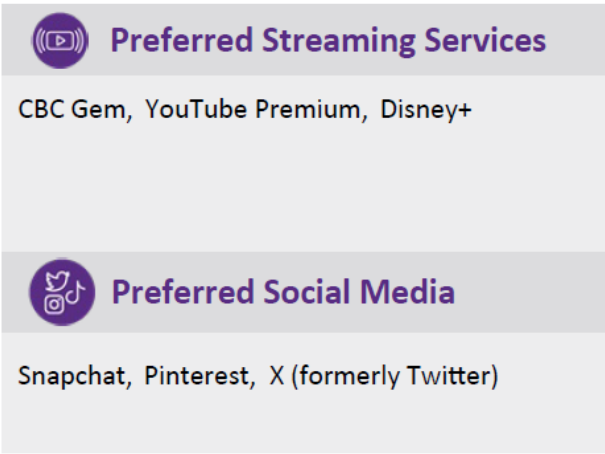 Preferred Streaming Services
CBC Gem, YouTube Premium, Disney+
Preferred Social Media
Snapchat, Pinterest, X (formerly Twitter)